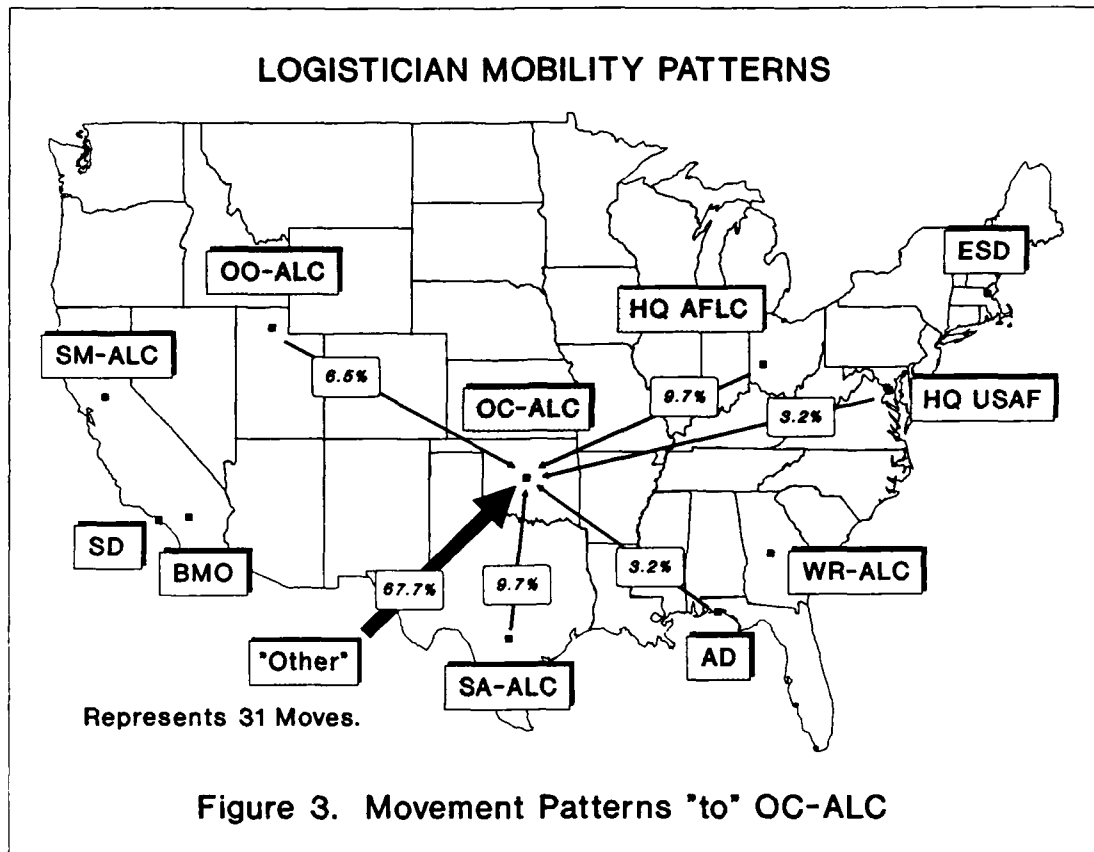 LOGISTICIAN MOBILITY PATTERNS
ESD
OO-ALC
HQ AFLC
SM-ALC
6.5%
OC-ALC
9.7%
3.2%
HQ USAF
SD
BMO
67.7%
9.7%
3.2%
WR-ALC
"Other"
SA-ALC
AD
Represents 31 Moves.
Figure 3. Movement Patterns "to" OC-ALC